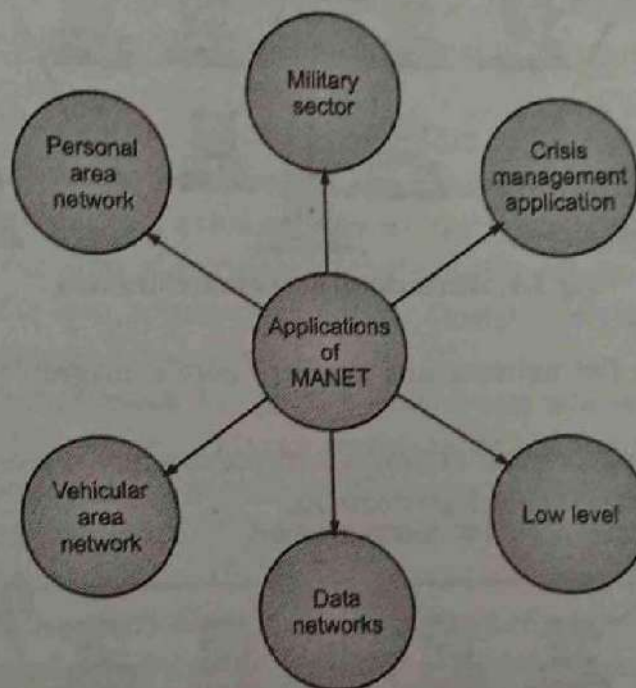 Military
sector
Personal
area
network
Crisis
management
application
Applications
of
MANET
Vehicular
area
network
Low level
Data
networks